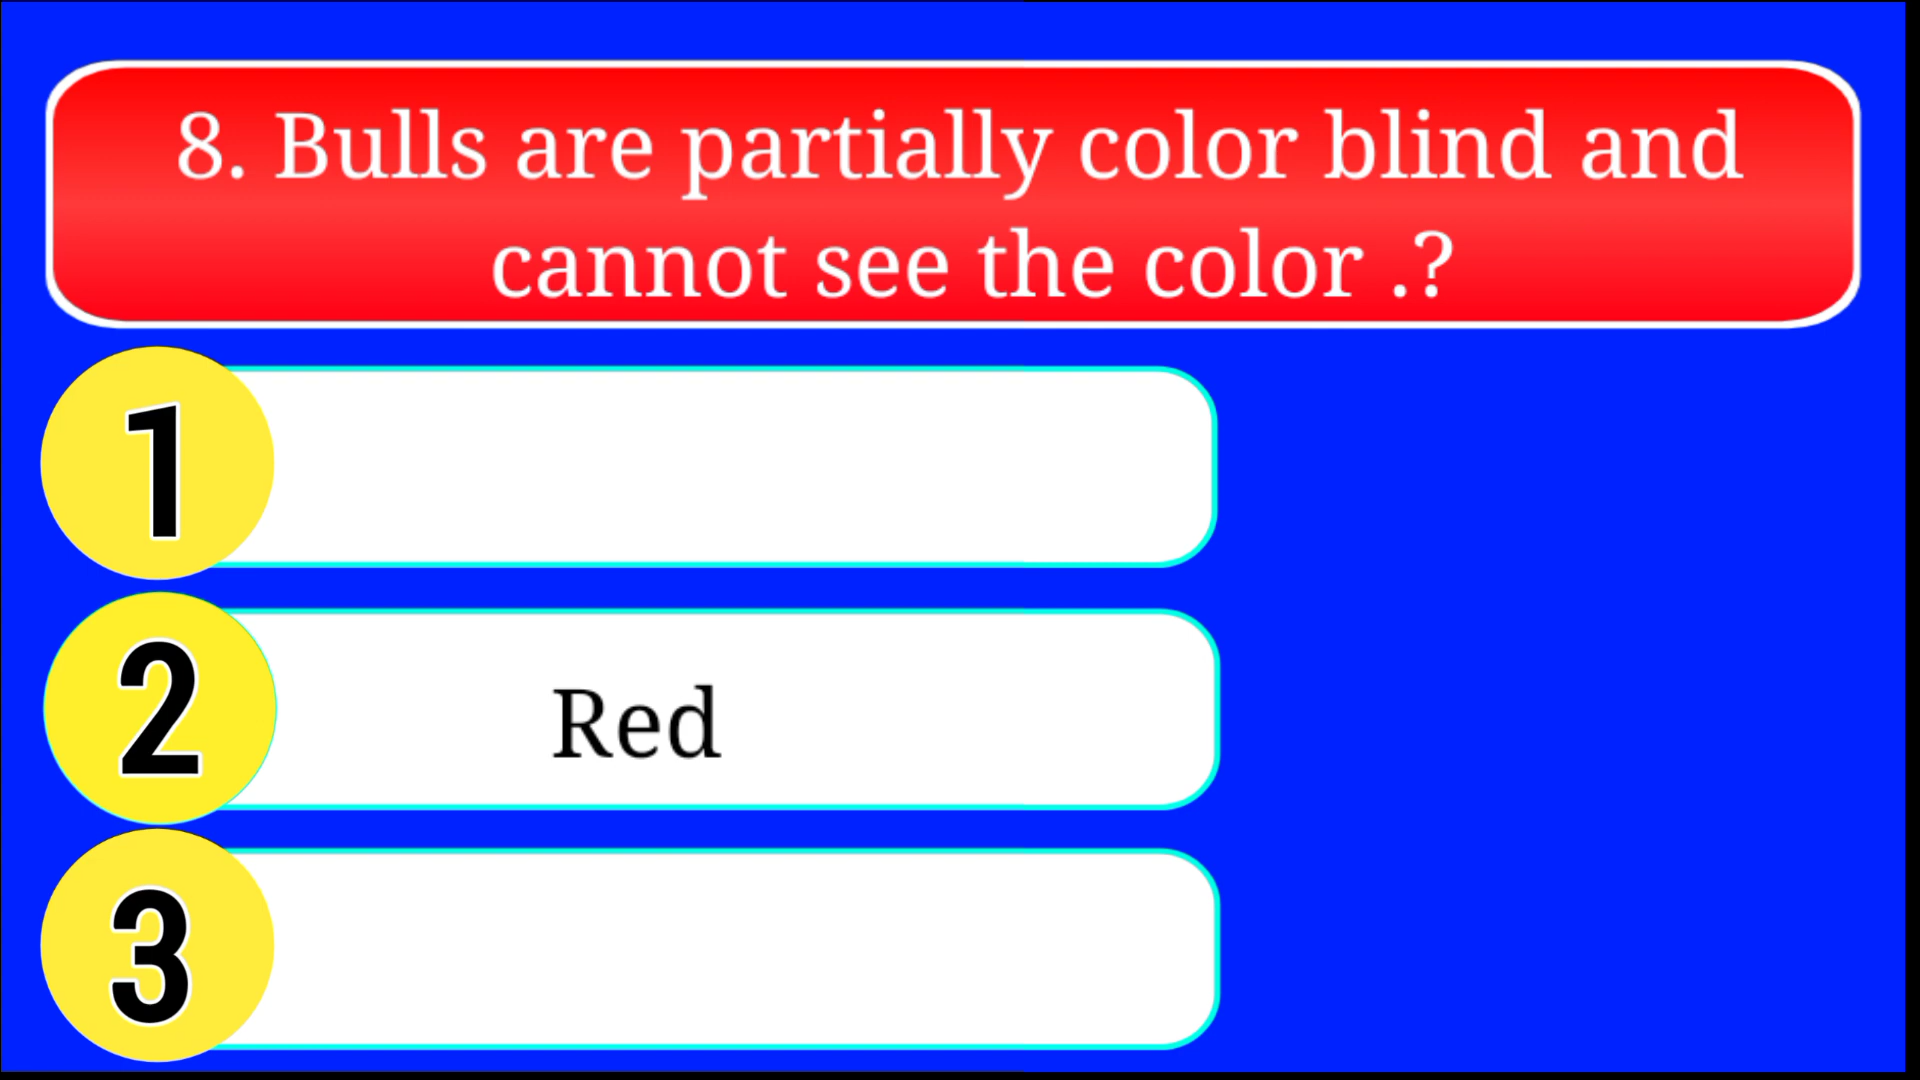 8. Bulls are partially color blind and
cannot see the color .?
1
2
Red
3